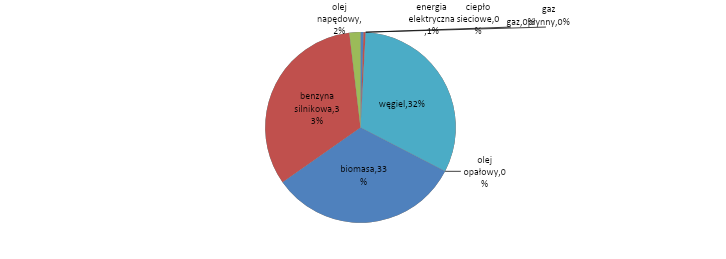 olej
napędowy,
2%
energia
elektryczna
,1%
ciepło
sieciowe,0
%
gaz,0%
gaz
płynny,0%
węgiel,32%
olej
opałowy,0
%
biomasa,33
%
benzyna
silnikowa,3
3%